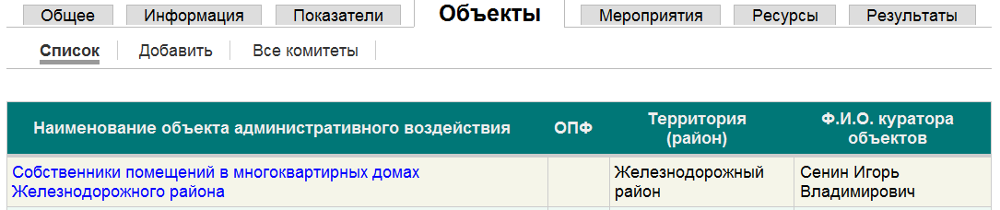 Общее Информация Показатели Объекты Мероприятия Ресурсы Результаты
Список Добавить Все комитеты
Наименование объекта административного воздействия ОПФ Территория (район) Ф.И.О. куратора объектов
Собственники помещений в многоквартирных домах
Железнодорожного района
Железнодорожный
район
Сенин Игорь
Владимирович